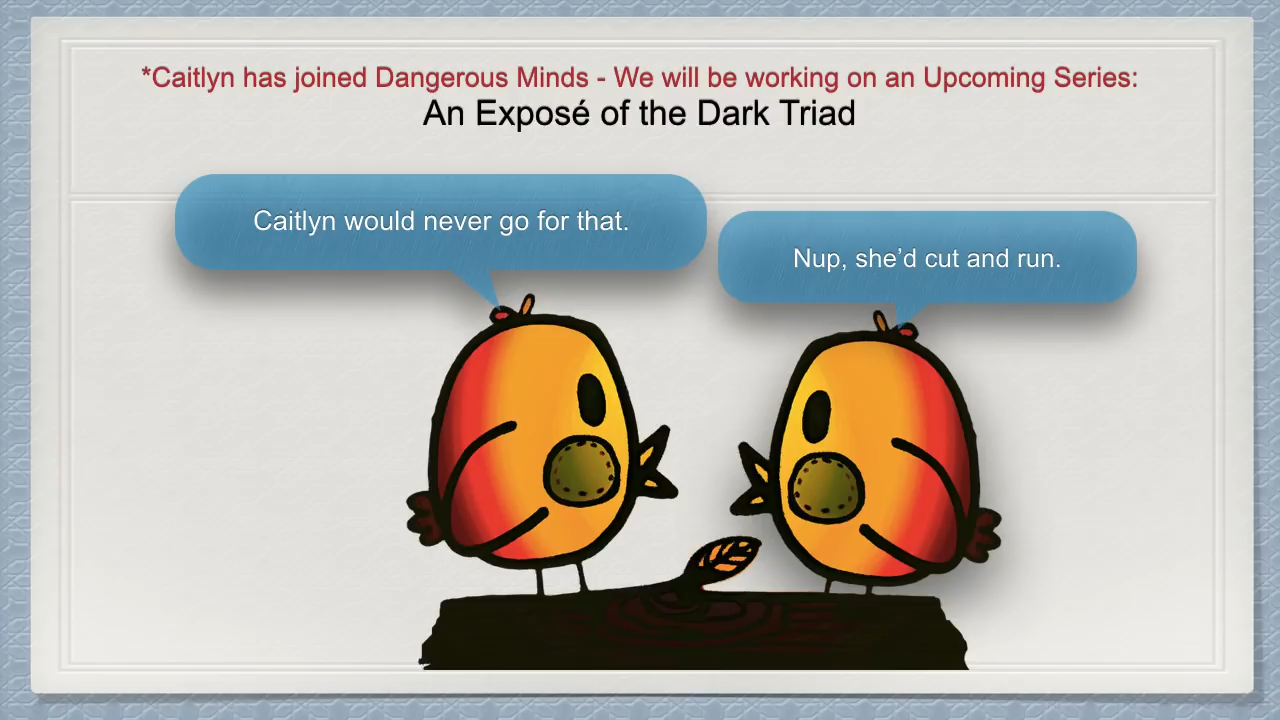 *Caitlyn has joined Dangerous Minds - We will be working on an Upcoming Series:
An Exposé of the Dark Triad
Caitlyn would never go for that.
Nup, she’d cut and run.